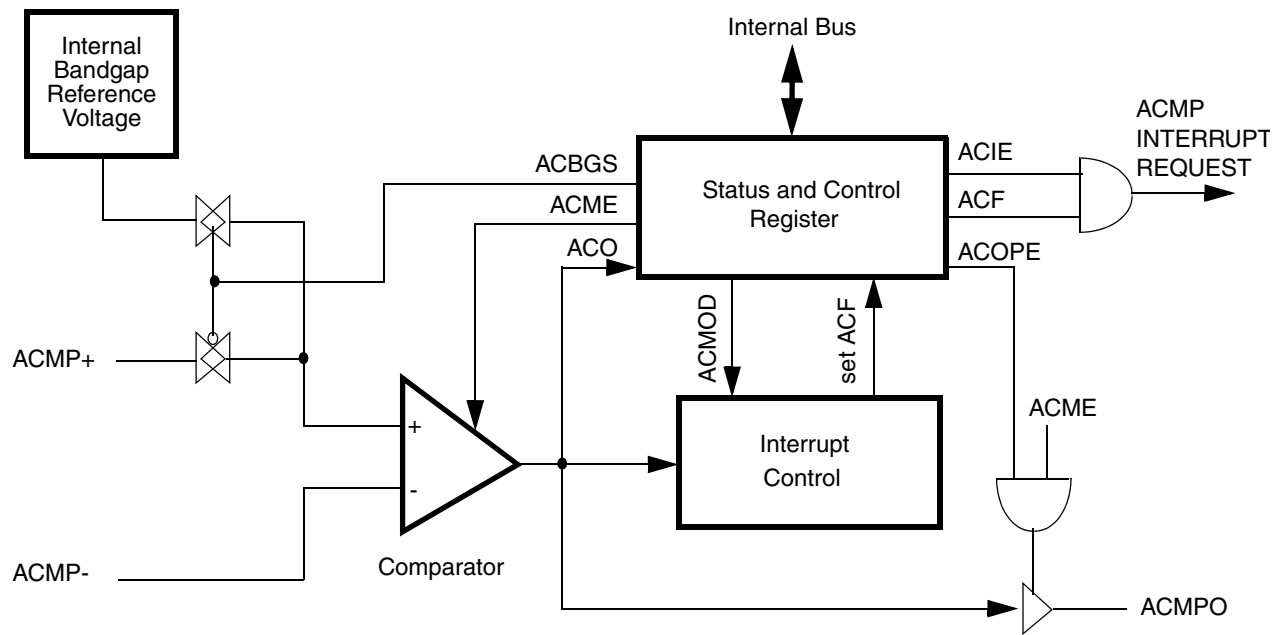 Internal Bus
Internal
Bandgap
Reference
Voltage
ACMP
INTERRUPT
REQUEST
ACBGS
ACME
ACO
Status and Control
Register
ACIE
ACF
ACOPE
ACMOD
set ACF
ACMP+
ACME
+
-
Interrupt
Control
Comparator
ACMP-
ACMPO